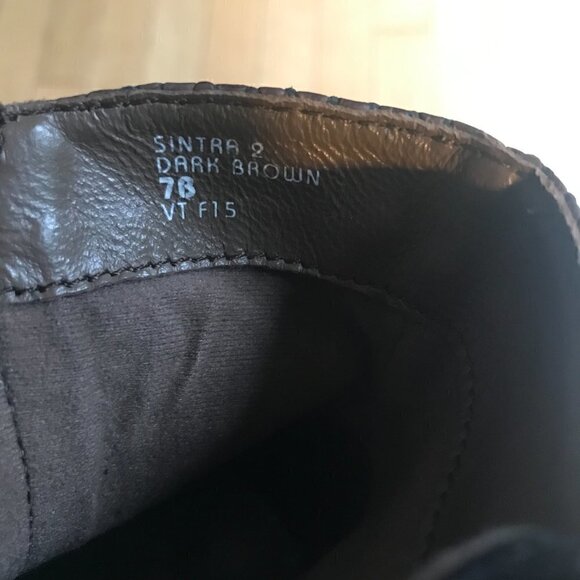 SINTRA 2
DARK BROWN
7B
VT F15